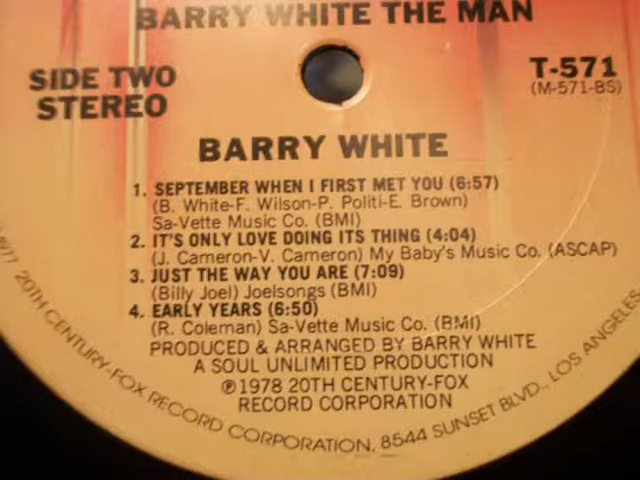 BARRY WHITE THE MAN
SIDE TWO
STEREO
T-571
(M-571-BS)
BARRY WHITE
1. SEPTEMBER WHEN I FIRST MET YOU (6:57)
(B. White-F. Wilson-P. Politi-E. Brown)
Sa-Vette Music Co. (BMI)
2. IT'S ONLY LOVE DOING ITS THING (4:04)
(J. Cameron-V. Cameron) My Baby's Music Co. (ASCAP)
3. JUST THE WAY YOU ARE (7:09)
(Billy Joel) Joelsongs (BMI)
4. EARLY YEARS (6:50)
(R. Coleman) Sa-Vette Music Co. (BMI)
PRODUCED & ARRANGED BY BARRY WHITE
A SOUL UNLIMITED PRODUCTION
℗1978 20TH CENTURY-FOX
RECORD CORPORATION
20TH CENTURY-FOX RECORD CORPORATION, 8544 SUNSET BLVD., LOS ANGELES